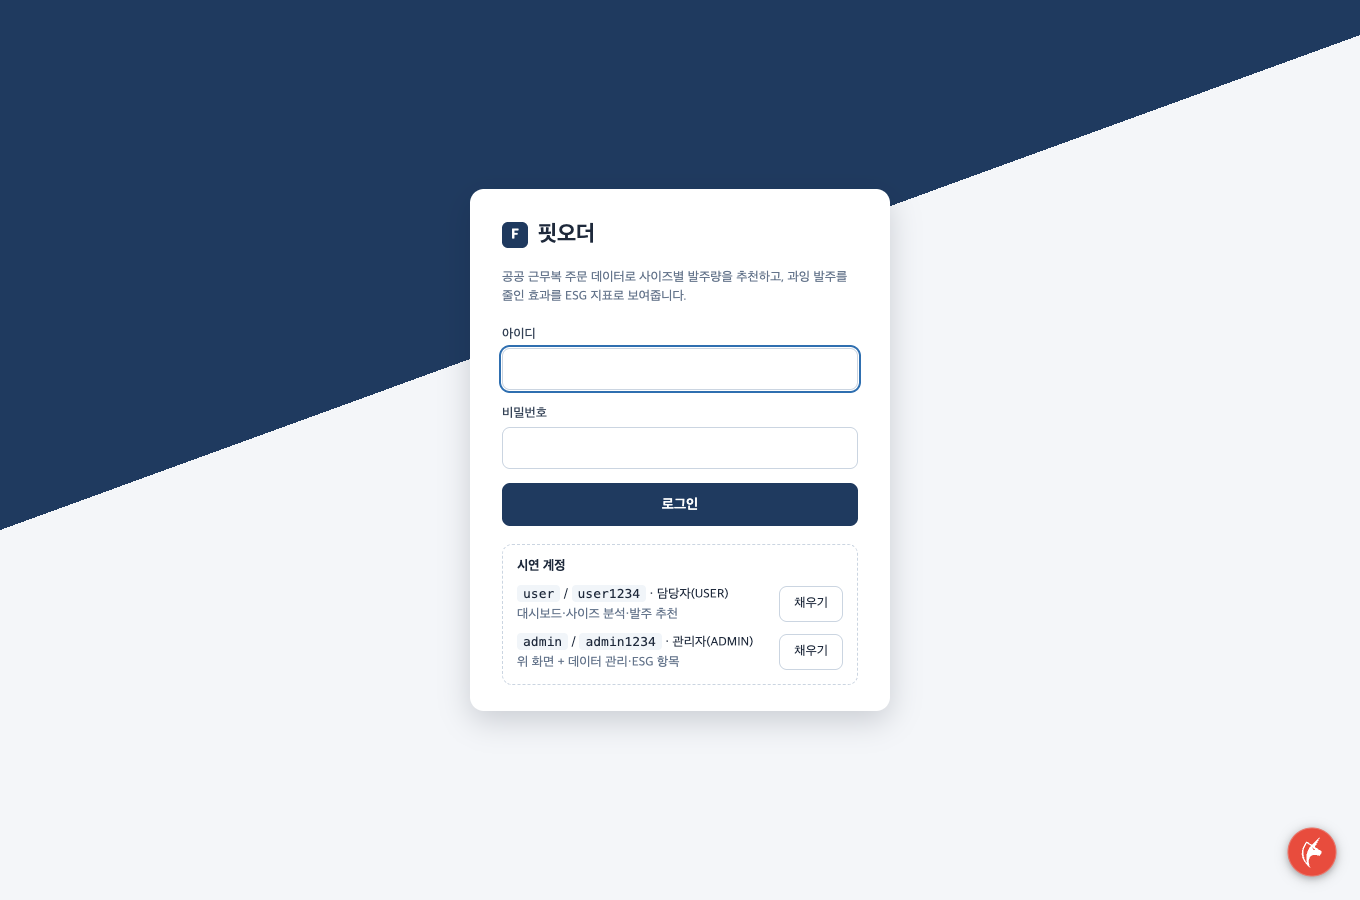 F 핏오더
공공 근무복 주문 데이터로 사이즈별 발주량을 추천하고, 과잉 발주를
줄인 효과를 ESG 지표로 보여줍니다.
아이디
비밀번호
로그인
시연 계정
user / user1234 · 담당자(USER)
대시보드·사이즈 분석·발주 추천
채우기
admin / admin1234 · 관리자(ADMIN)
위 화면 + 데이터 관리·ESG 항목
채우기